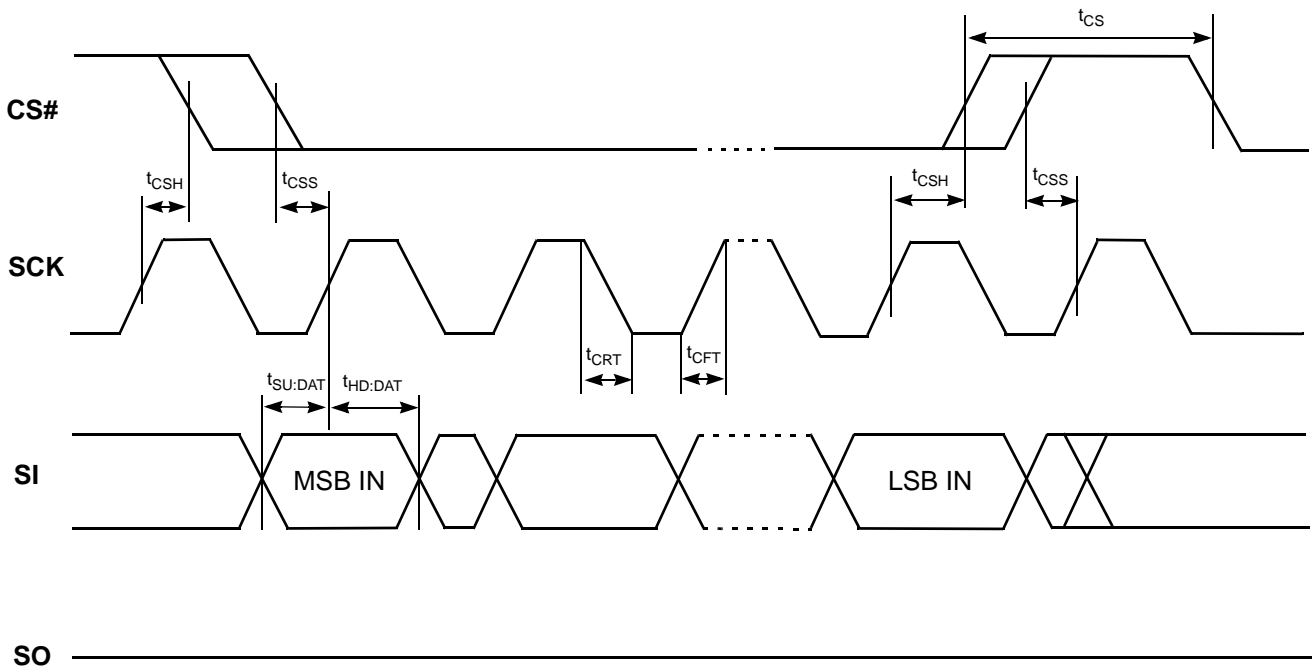 tCS
CS#
tCSH
tCSS
tCSH
tCSS
SCK
tCRT
tCFT
tSU:DAT
tHD:DAT
SI
MSB IN
LSB IN
SO